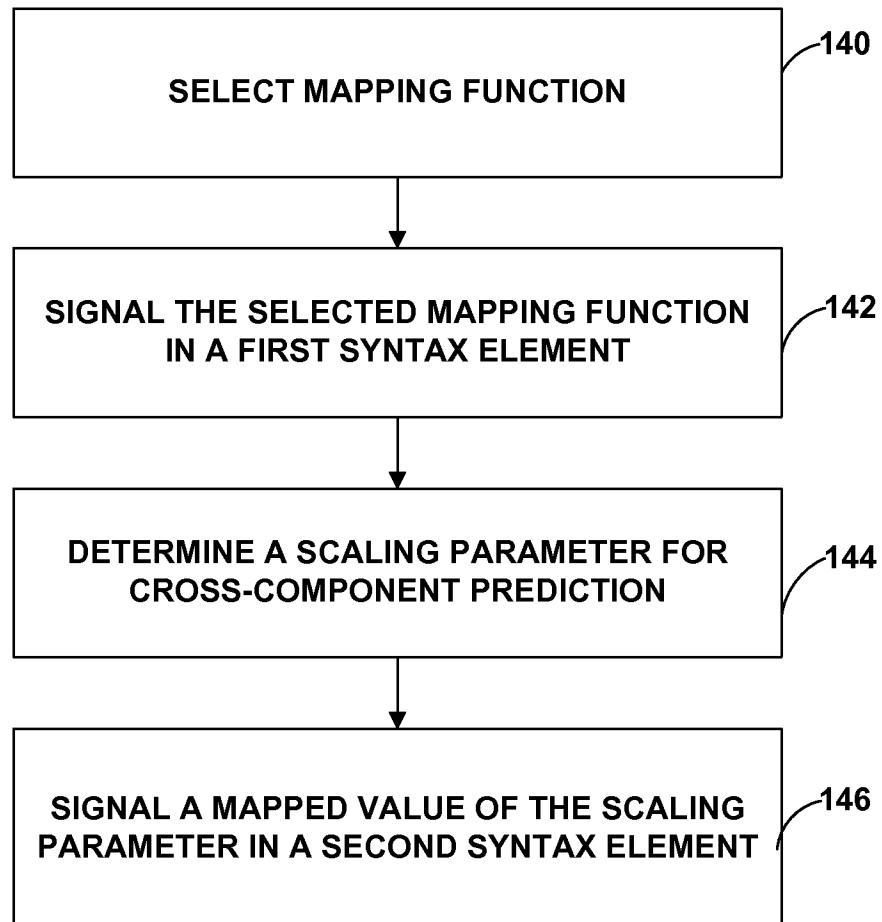 SELECT MAPPING FUNCTION
140
SIGNAL THE SELECTED MAPPING FUNCTION
IN A FIRST SYNTAX ELEMENT
142
DETERMINE A SCALING PARAMETER FOR
CROSS-COMPONENT PREDICTION
144
SIGNAL A MAPPED VALUE OF THE SCALING
PARAMETER IN A SECOND SYNTAX ELEMENT
146